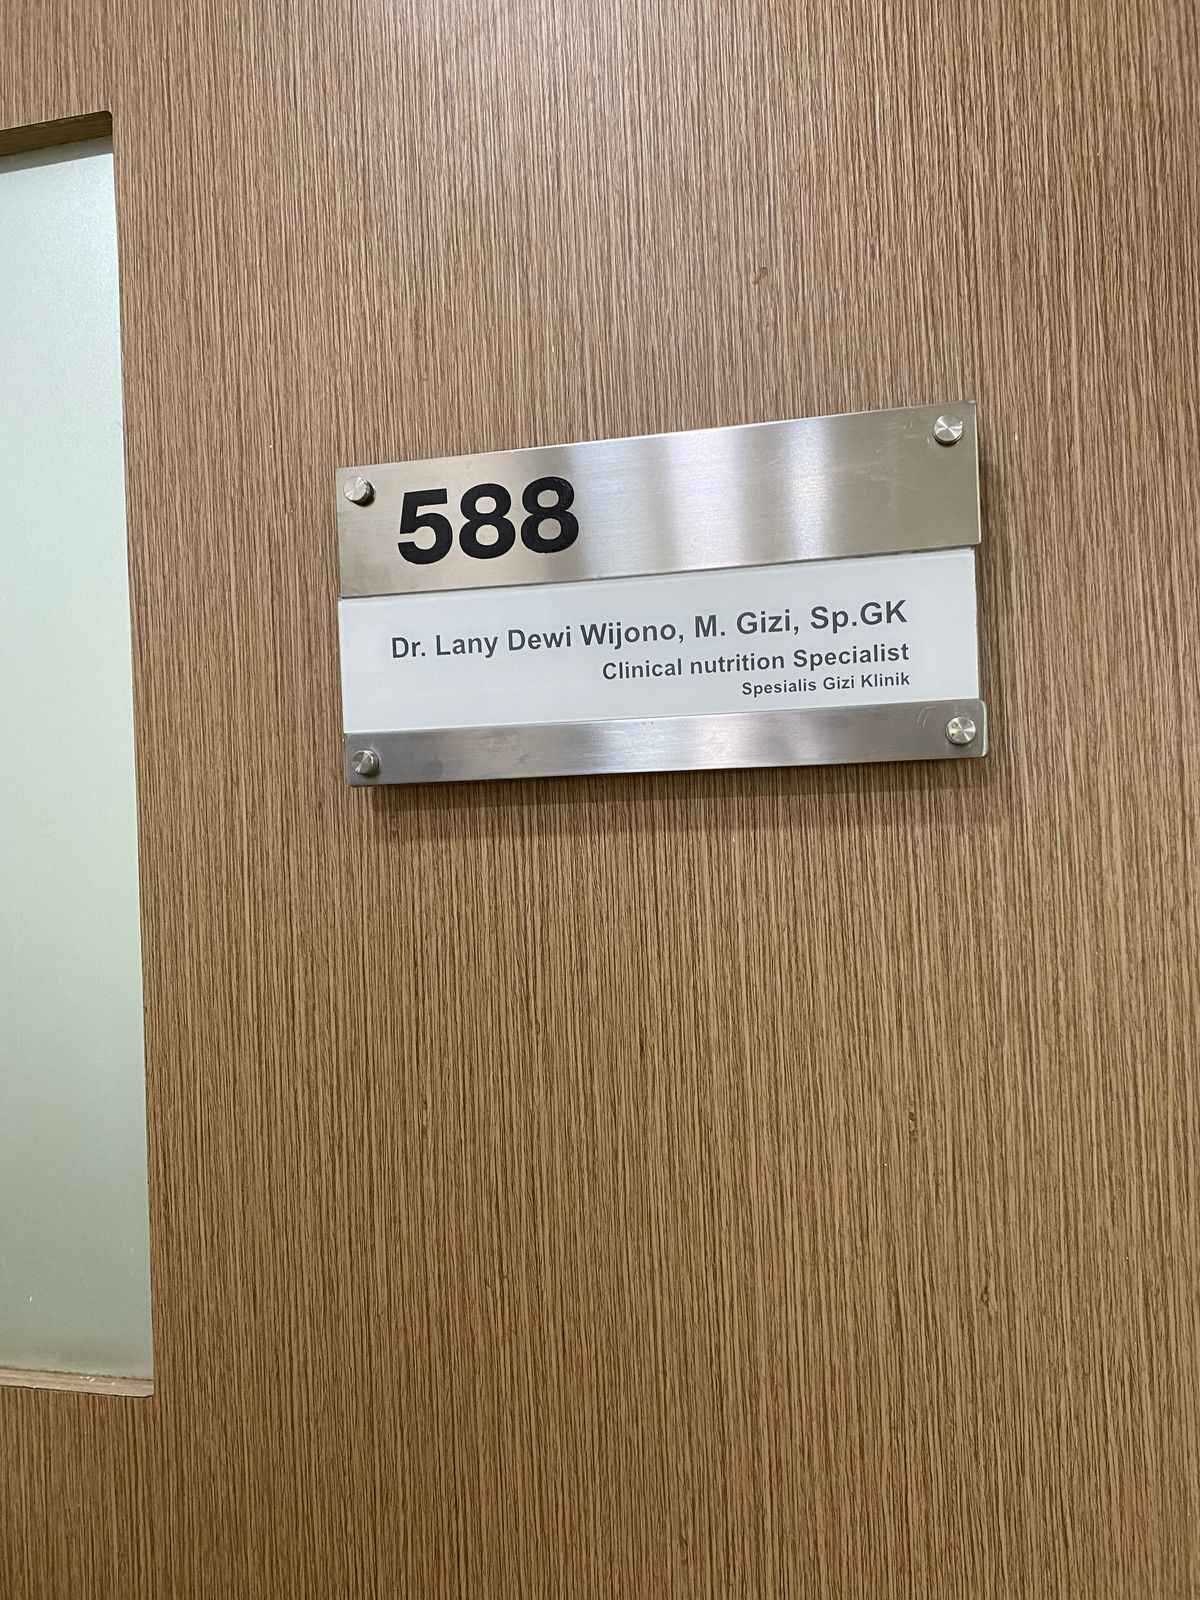 588
Dr. Lany Dewi Wijono, M. Gizi, Sp.GK
Clinical nutrition Specialist
Spesialis Gizi Klinik